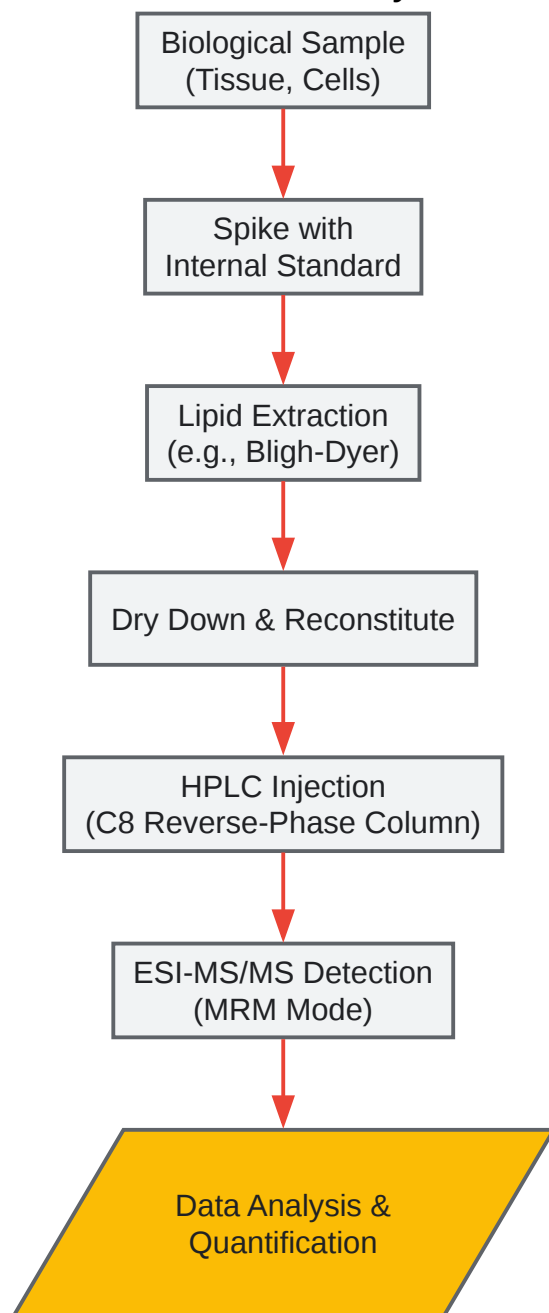 Biological Sample
(Tissue, Cells)
Spike with
Internal Standard
Lipid Extraction
(e.g., Bligh-Dyer)
Dry Down & Reconstitute
HPLC Injection
(C8 Reverse-Phase Column)
ESI-MS/MS Detection
(MRM Mode)
Data Analysis &
Quantification